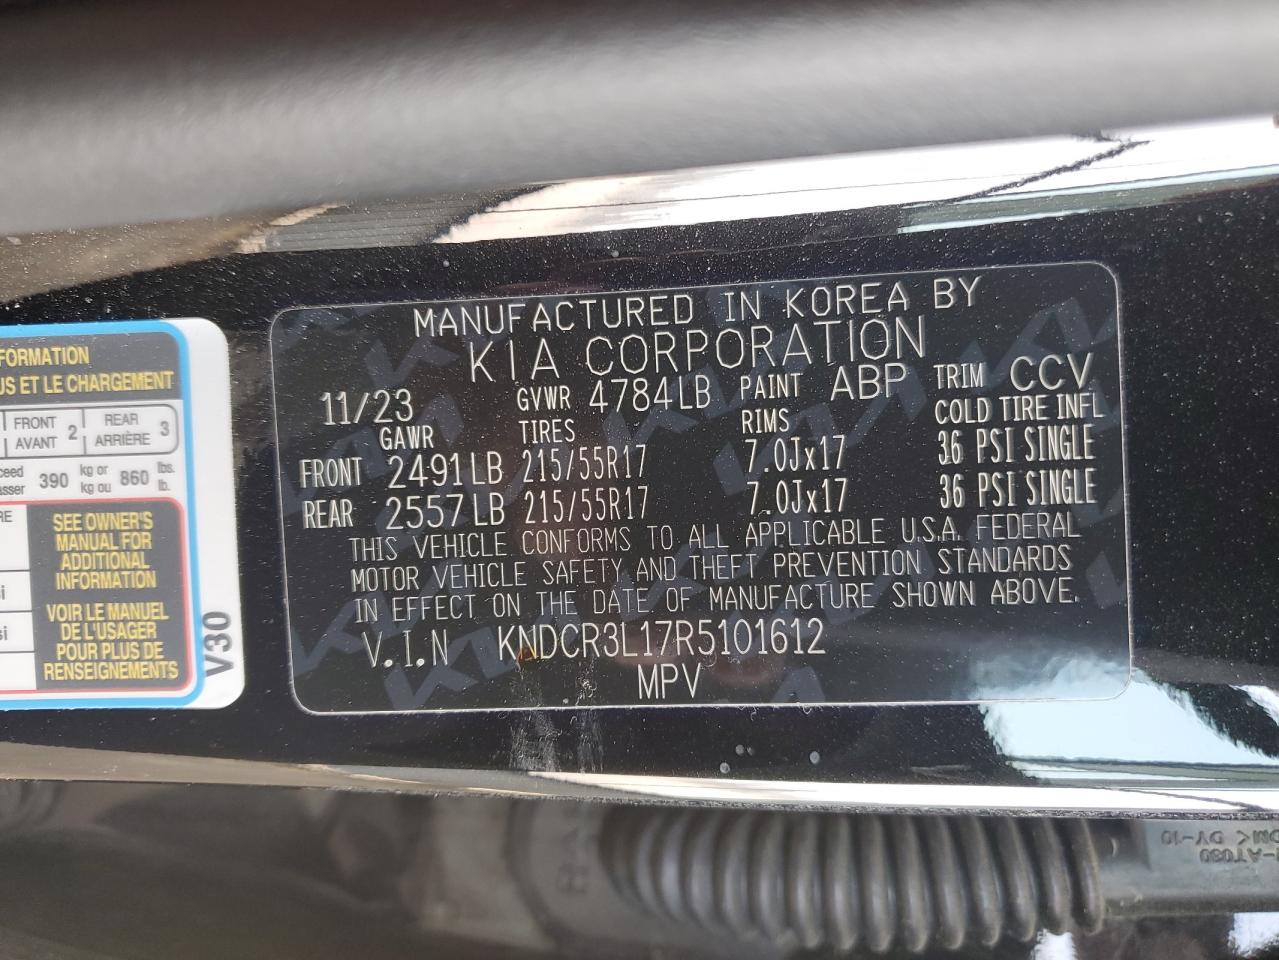 MANUFACTURED IN KOREA BY
KIA CORPORATION
11/23 GVWR 4784LB PAINT ABP TRIM CCV
GAWR TIRES RIMS COLD TIRE INFL
FRONT 2491LB 215/55R17 7.0Jx17 36 PSI SINGLE
REAR 2557LB 215/55R17 7.0Jx17 36 PSI SINGLE
THIS VEHICLE CONFORMS TO ALL APPLICABLE U.S.A. FEDERAL
MOTOR VEHICLE SAFETY AND THEFT PREVENTION STANDARDS
IN EFFECT ON THE DATE OF MANUFACTURE SHOWN ABOVE.
V.I.N KNDCR3L17R5101612
MPV
ET LE CHARGEMENT
FRONT
AVANT 2
REAR
ARRIÈRE 3
390 kg or
kg ou 860 lbs.
lb.
SEE OWNER'S
MANUAL FOR
ADDITIONAL
INFORMATION
VOIR LE MANUEL
DE L'USAGER
POUR PLUS DE
RENSEIGNEMENTS
V30